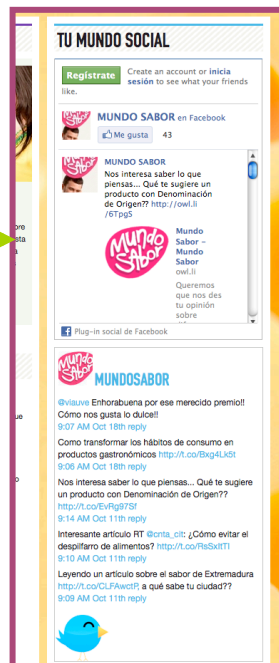 TU MUNDO SOCIAL
Regístrate
Create an account or inicia
sesión to see what your friends
like.
MUNDO SABOR en Facebook
Me gusta 43
MUNDO SABOR
Nos interesa saber lo que
piensas... Qué te sugiere un
producto con Denominación
de Origen?? http://owl.li
/6TpgS
Mundo
Sabor
Mundo
Sabor –
Mundo
Sabor
owl.li
Queremos
que nos des
tu opinión
sobre
Plug-in social de Facebook
Mundo
Sabor
MUNDOSABOR
@viauve Enhorabuena por ese merecido premio!!
Cómo nos gusta lo dulce!!
9:07 AM Oct 18th reply
Como transformar los hábitos de consumo en
productos gastronómicos http://t.co/Bxg4Lk5t
9:06 AM Oct 18th reply
Nos interesa saber lo que piensas... Qué te sugiere
un producto con Denominación de Origen??
http://t.co/EvRg97Sf
9:14 AM Oct 11th reply
Interesante artículo RT @cnta_cit: ¿Cómo evitar el
despilfarro de alimentos? http://t.co/RsSxItTI
9:10 AM Oct 11th reply
Leyendo un artículo sobre el sabor de Extremadura
http://t.co/CLFAwctP, a qué sabe tu ciudad??
9:09 AM Oct 11th reply